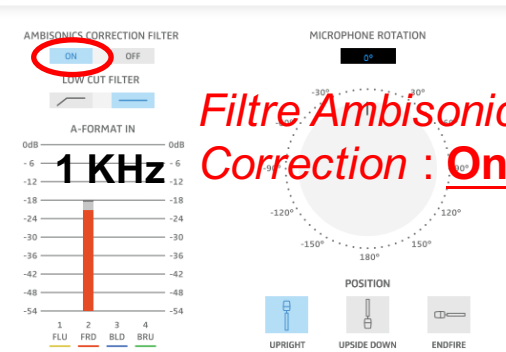 AMBISONICS CORRECTION FILTER
ON OFF
LOW CUT FILTER
A-FORMAT IN
0dB 0dB
- 6 - 6
-12 -12
-18 -18
-24 -24
-30 -30
-36 -36
-42 -42
-48 -48
-54 -54
1 KHz
1 2 3 4
FLU FRD BLD BRU
MICROPHONE ROTATION
0°
-30° 30°
Filtre Ambisonic
Correction : On
-90° 90°
-120° 120°
-150° 150°
180°
POSITION
UPRIGHT UPSIDE DOWN ENDFIRE